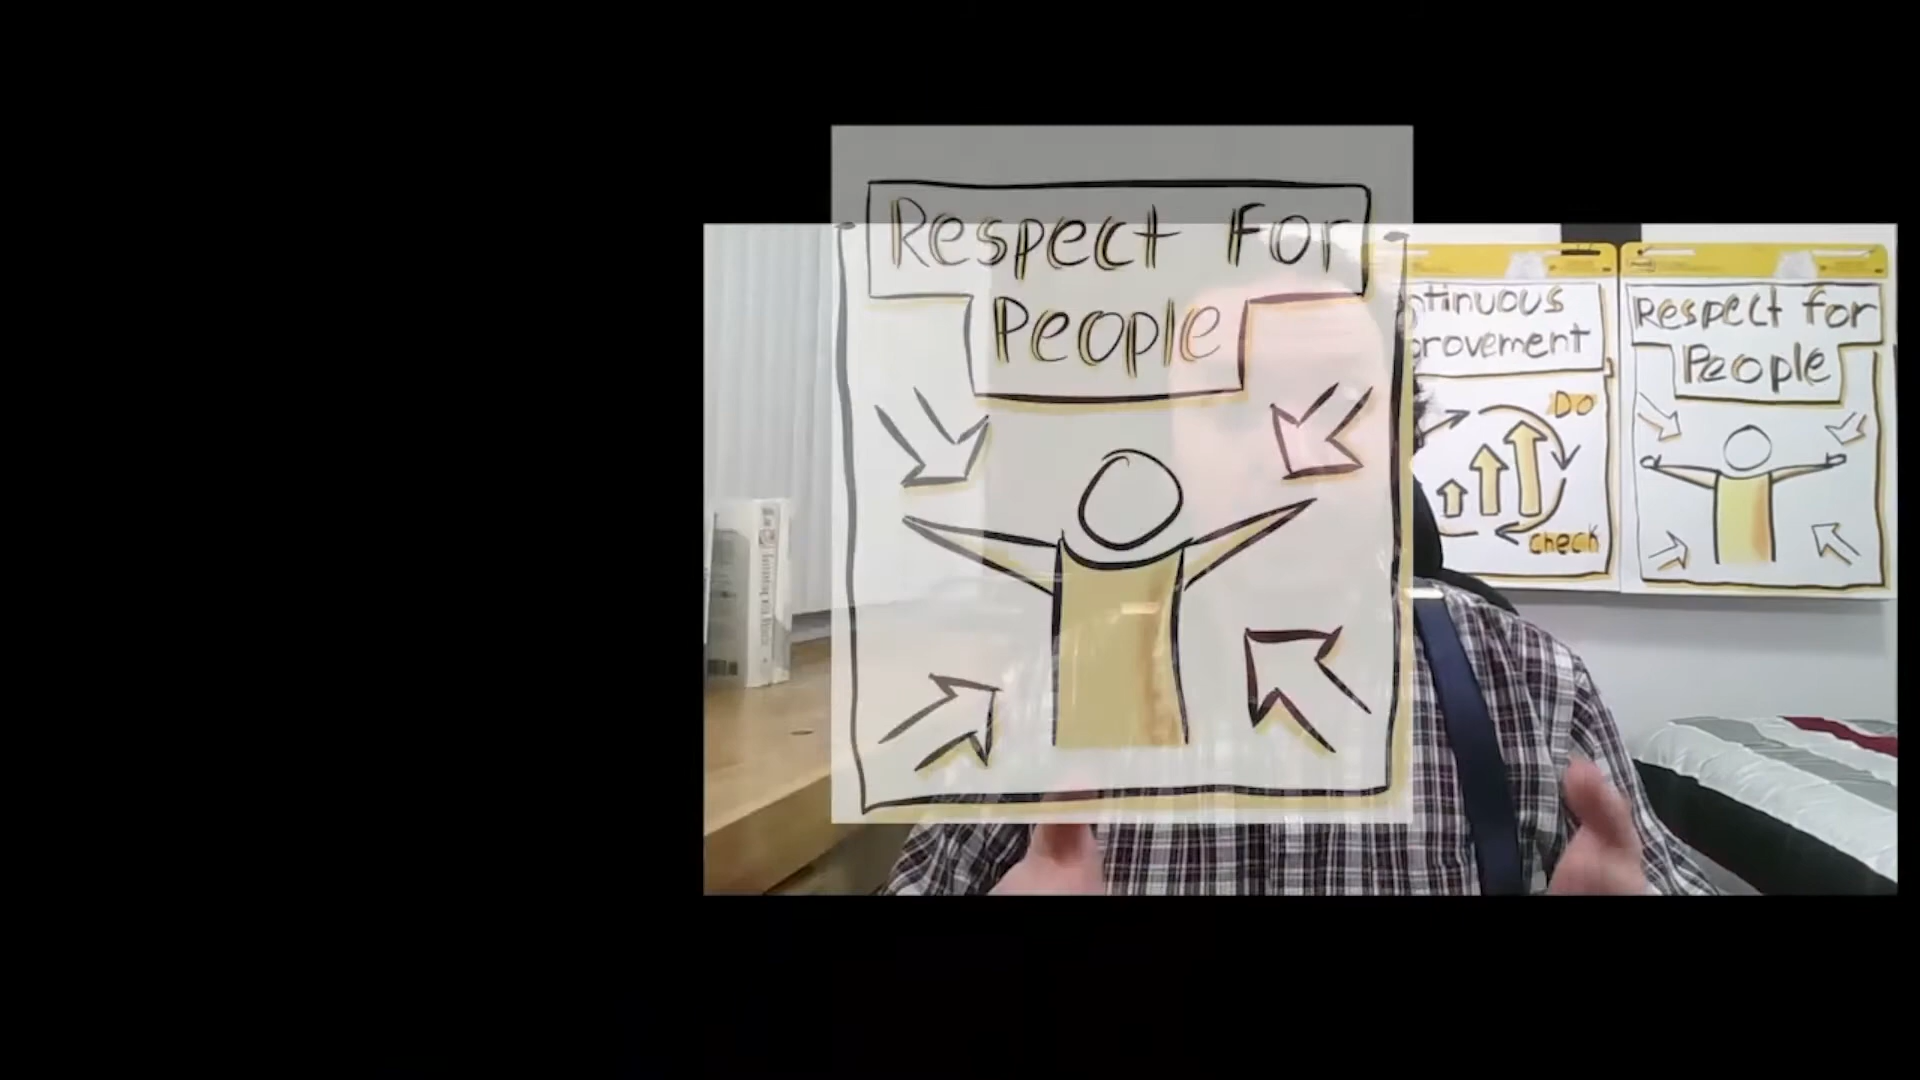 Respect For
People
ntinuous
provement
Do
check
Respect for
People